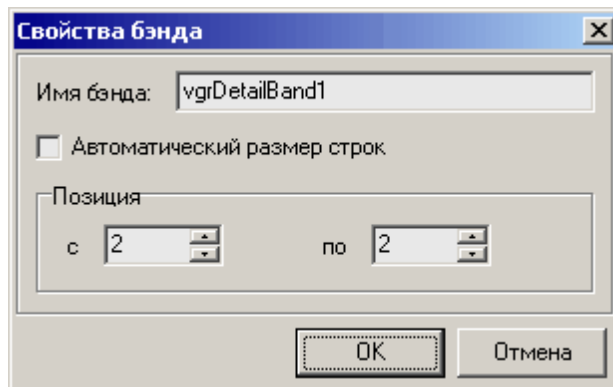 Свойства бэнда
Имя бэнда: vgrDetailBand1
Автоматический размер строк
Позиция
с 2 по 2
OK Отмена